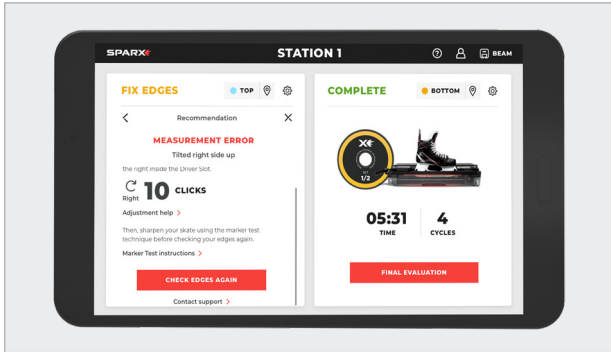 SPARX
STATION 1
BEAM
FIX EDGES
TOP
Recommendation
MEASUREMENT ERROR
Tilted right side up
the right inside the Driver Slot.
Right
10 CLICKS
Adjustment help >
Then, sharpen your skate using the marker test
technique before checking your edges again.
Marker Test instructions >
CHECK EDGES AGAIN
Contact support >
COMPLETE
BOTTOM
1/2
05:31
TIME
4
CYCLES
FINAL EVALUATION